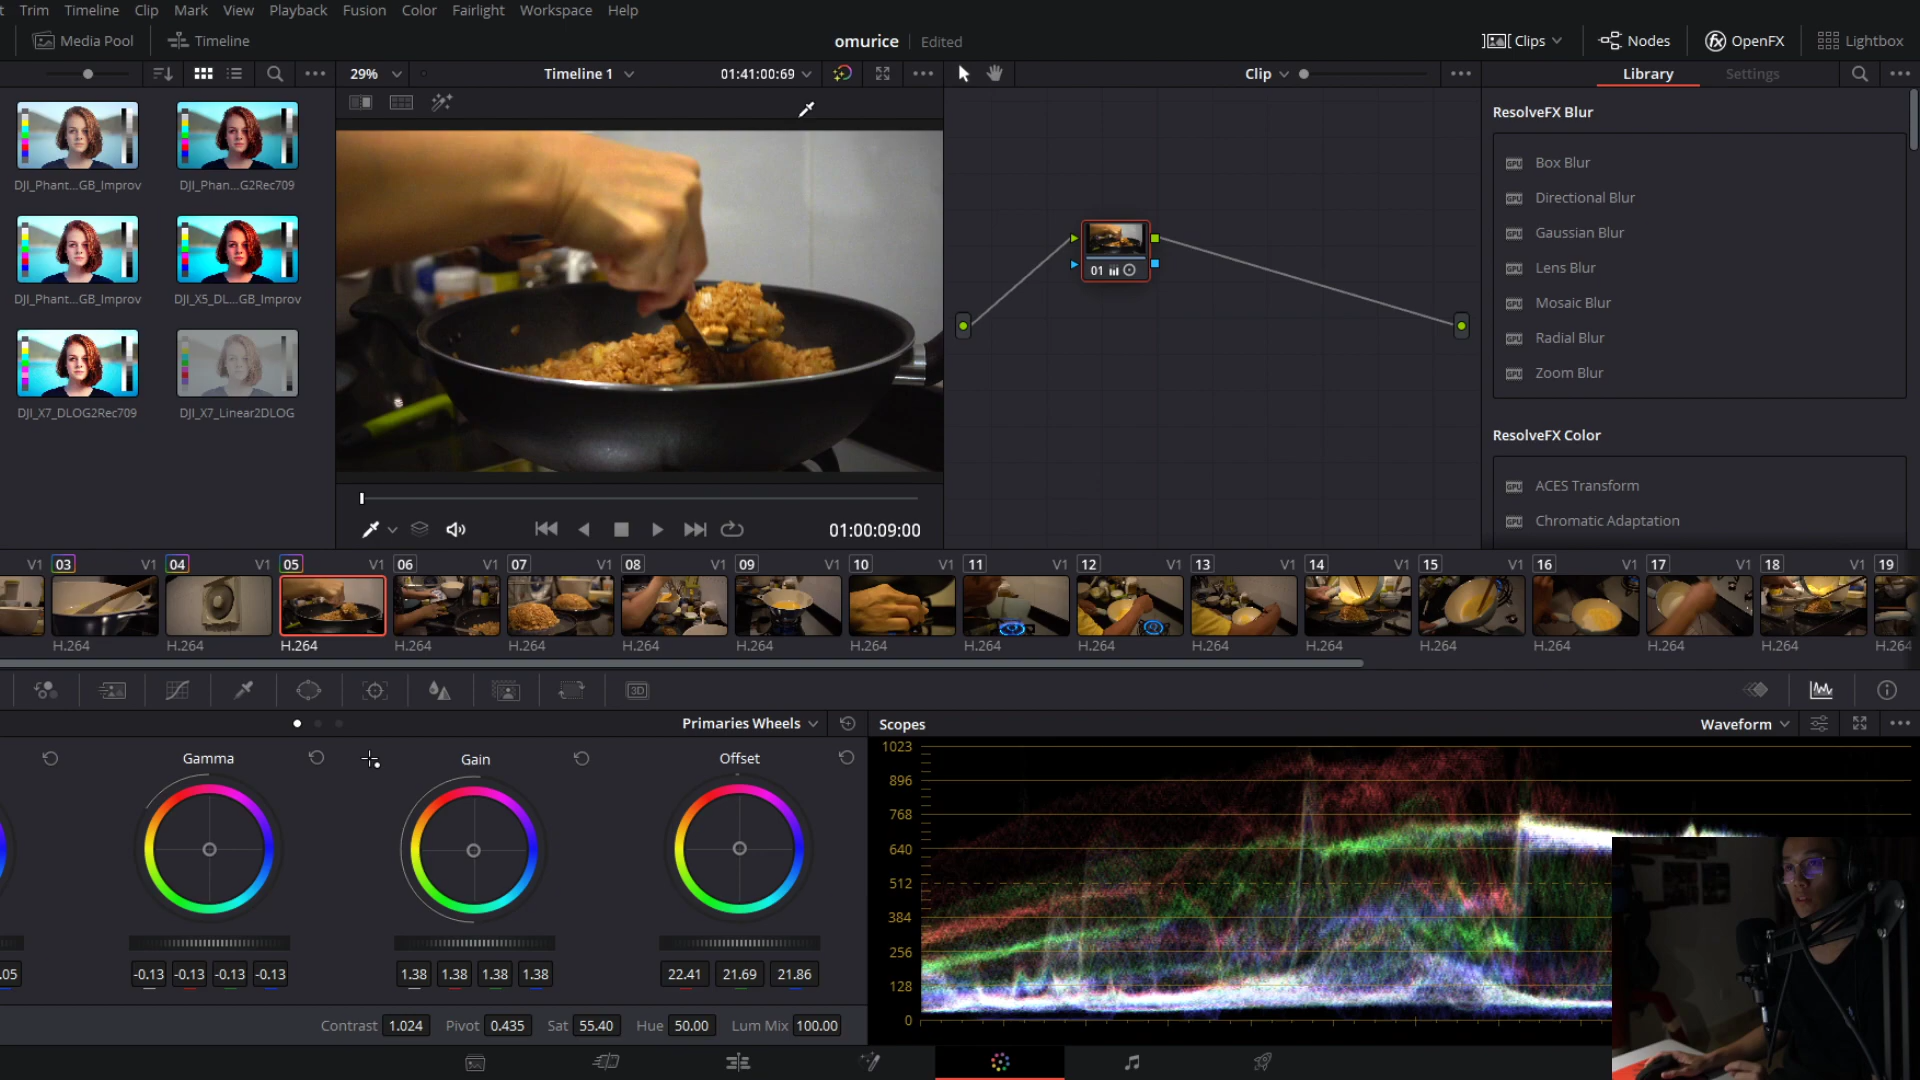 t Trim Timeline Clip Mark View Playback Fusion Color Fairlight Workspace Help
Media Pool Timeline omurice Edited Clips Nodes OpenFX Lightbox
29% Timeline 1 01:41:00:69 Clip Library Settings
ResolveFX Blur
Box Blur
Directional Blur
Gaussian Blur
Lens Blur
Mosaic Blur
Radial Blur
Zoom Blur
ResolveFX Color
ACES Transform
Chromatic Adaptation
DJI_Phant...GB_Improv DJI_Phan...G2Rec709
DJI_Phant...GB_Improv DJI_X5_DL...GB_Improv
DJI_X7_DLOG2Rec709 DJI_X7_Linear2DLOG
01
01:00:09:00
V1 03 V1 04 V1 05 V1 06 V1 07 V1 08 V1 09 V1 10 V1 11 V1 12 V1 13 V1 14 V1 15 V1 16 V1 17 V1 18 V1 19
H.264 H.264 H.264 H.264 H.264 H.264 H.264 H.264 H.264 H.264 H.264 H.264 H.264 H.264 H.264 H.264 H.264
3D
Primaries Wheels
Gamma Gain Offset
.05 -0.13 -0.13 -0.13 -0.13 1.38 1.38 1.38 1.38 22.41 21.69 21.86
Contrast 1.024 Pivot 0.435 Sat 55.40 Hue 50.00 Lum Mix 100.00
Scopes Waveform
1023
896
768
640
512
384
256
128
0